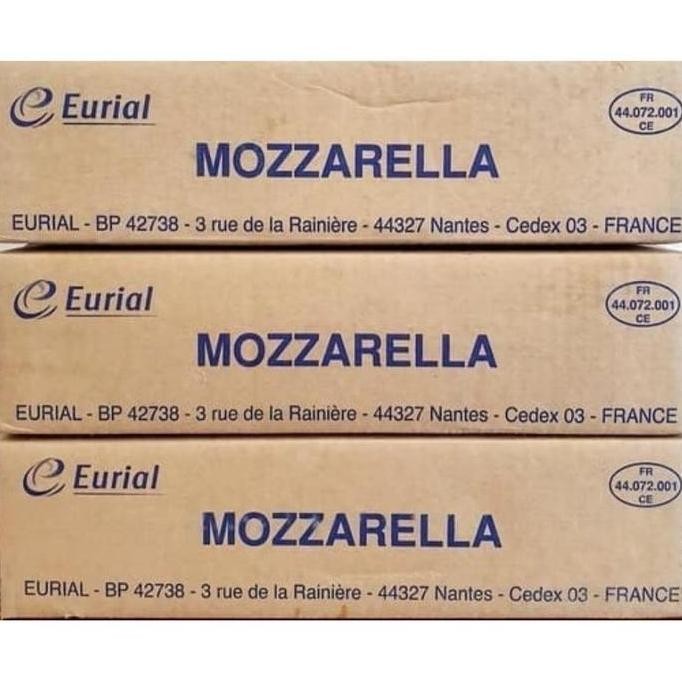 Eurial
FR
44.072.001
CE
MOZZARELLA
EURIAL - BP 42738 - 3 rue de la Rainière - 44327 Nantes - Cedex 03 - FRANCE
Eurial
FR
44.072.001
CE
MOZZARELLA
EURIAL - BP 42738 - 3 rue de la Rainière - 44327 Nantes - Cedex 03 - FRANCE
Eurial
FR
44.072.001
CE
MOZZARELLA
EURIAL - BP 42738 - 3 rue de la Rainière - 44327 Nantes - Cedex 03 - FRANCE